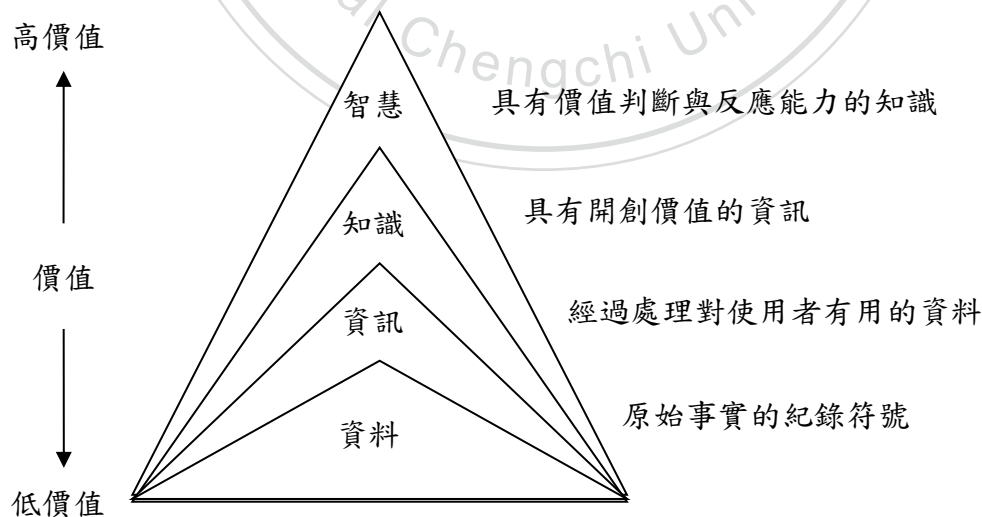 al Chengchi Uni
高價值
智慧
具有價值判斷與反應能力的知識
知識
具有開創價值的資訊
價值
資訊
經過處理對使用者有用的資料
資料
原始事實的紀錄符號
低價值